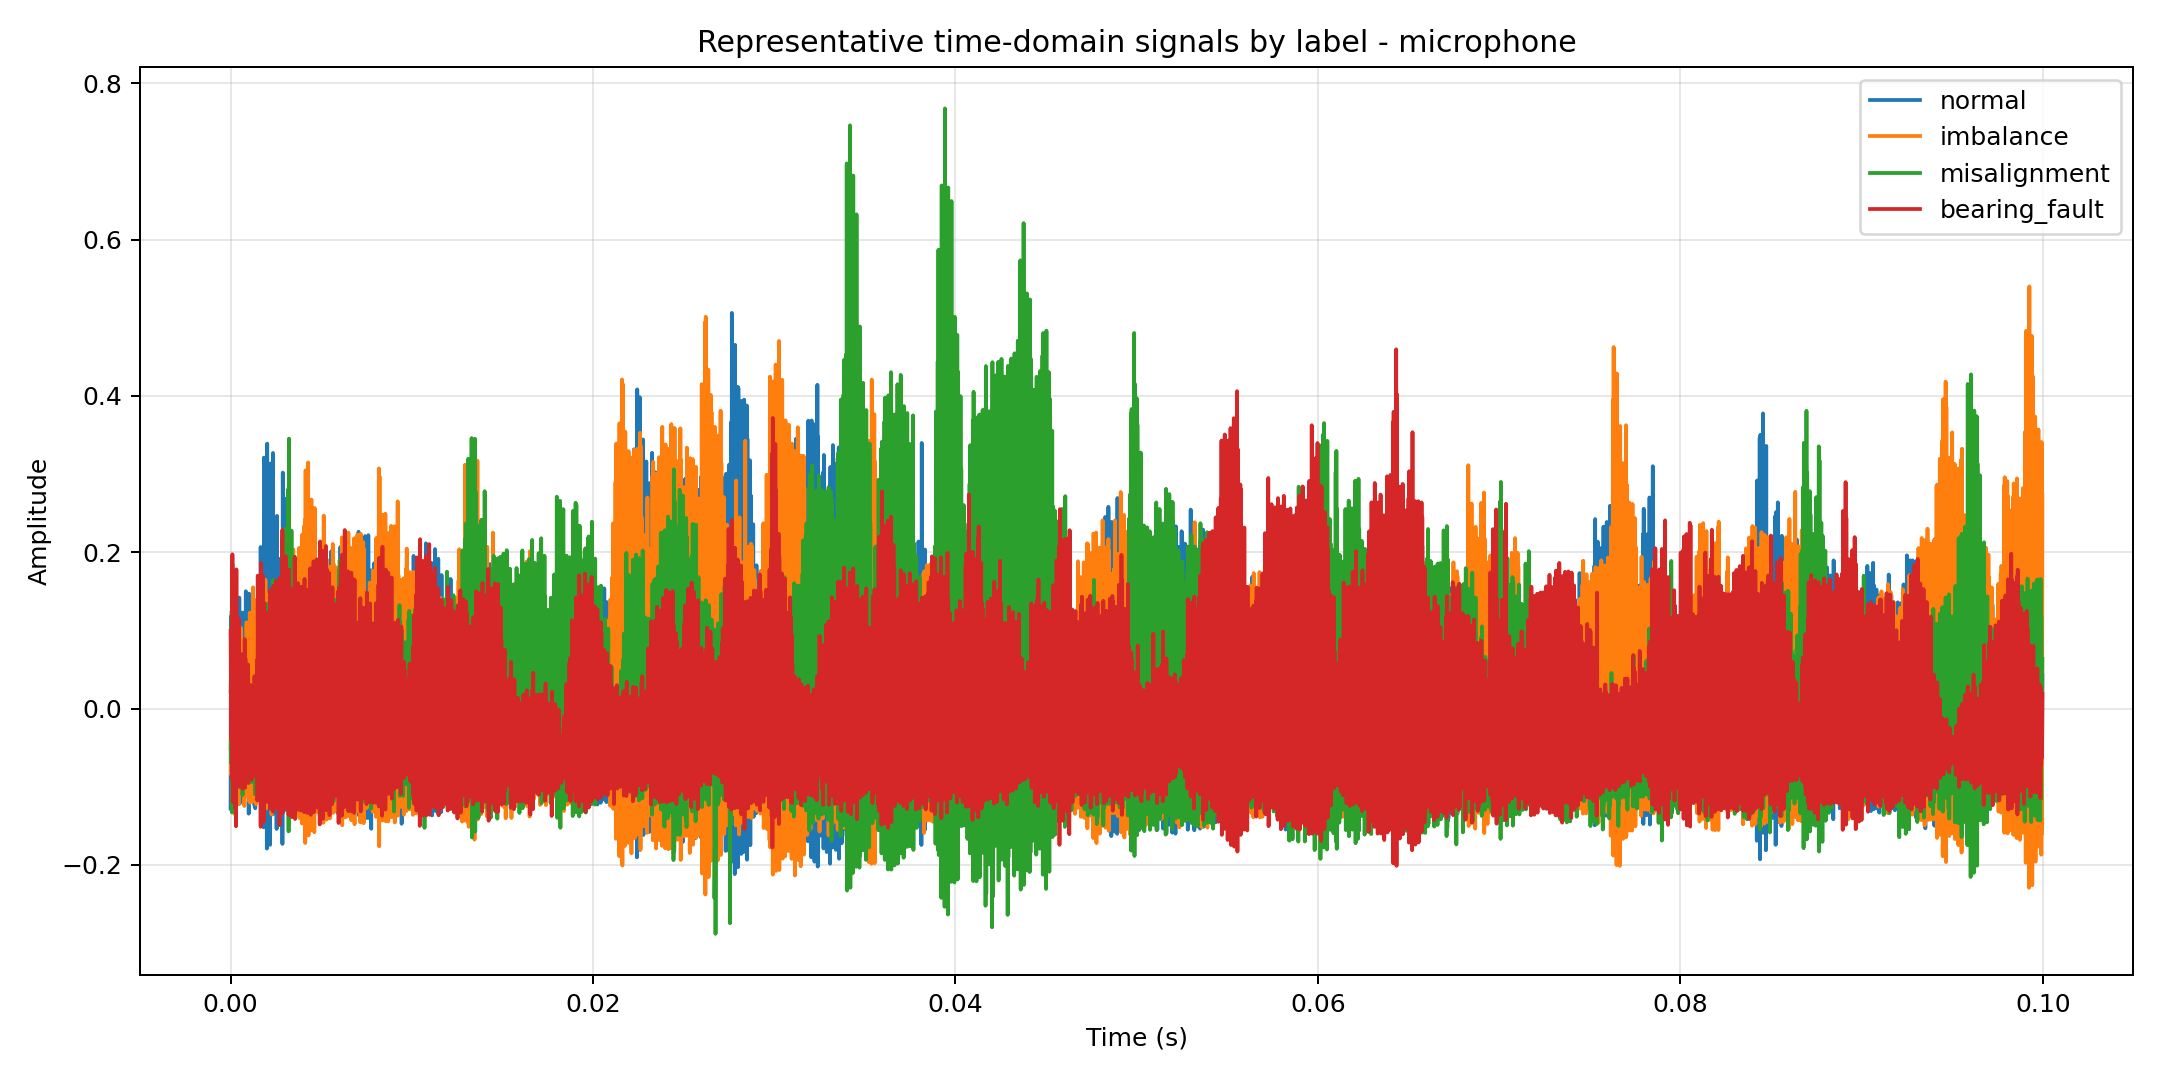 Representative time-domain signals by label - microphone
normal
imbalance
misalignment
bearing_fault
Amplitude
0.8
0.6
0.4
0.2
0.0
−0.2
0.00
0.02
0.04
0.06
0.08
0.10
Time (s)